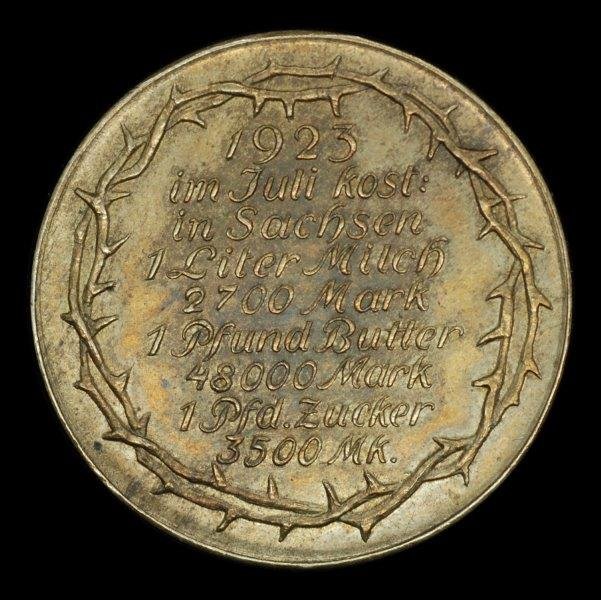 1923
im Juli kost:
in Sachsen
1 Liter Milch
2700 Mark
1 Pfund Butter
48000 Mark
1 Pfd. Zucker
3500 Mk.